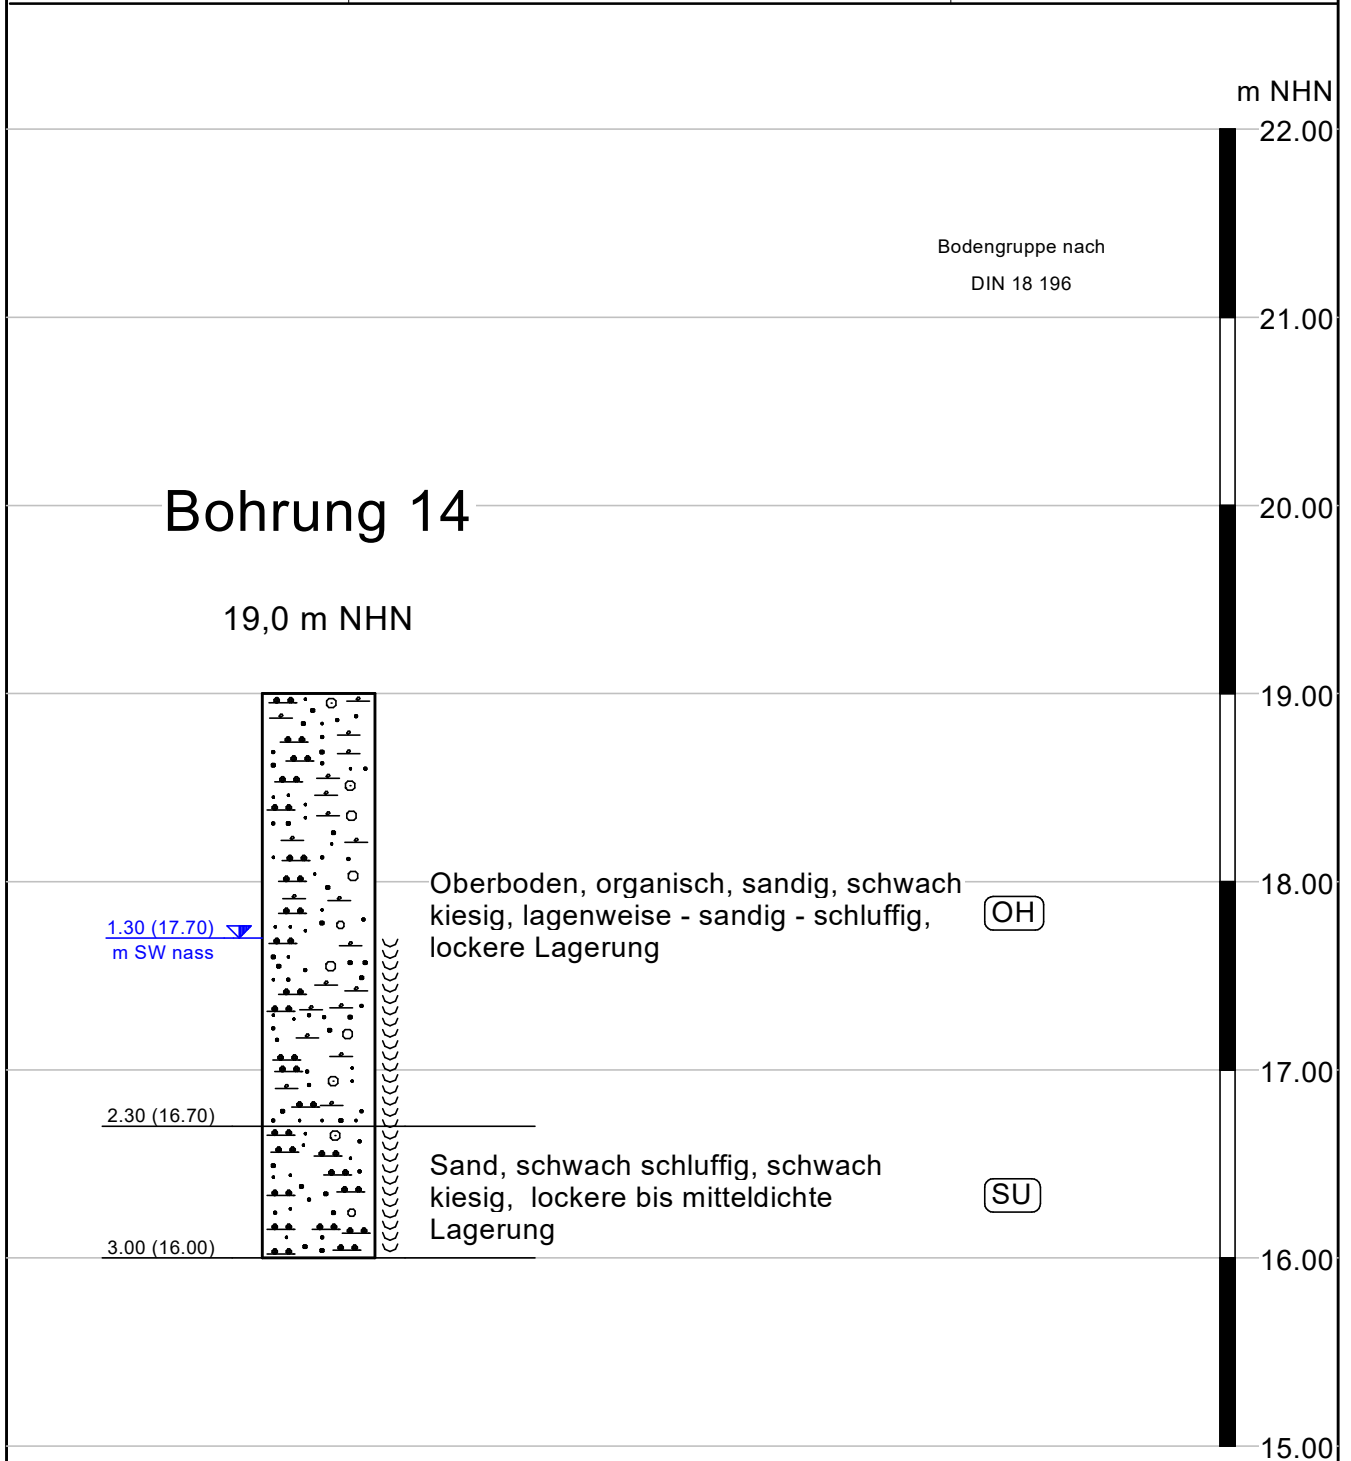 m NHN
22.00
Bodengruppe nach
DIN 18 196
21.00
Bohrung 14
20.00
19,0 m NHN
19.00
Oberboden, organisch, sandig, schwach
kiesig, lagenweise - sandig - schluffig,
lockere Lagerung
OH
18.00
1.30 (17.70)
m SW nass
17.00
2.30 (16.70)
Sand, schwach schluffig, schwach
kiesig, lockere bis mitteldichte
Lagerung
SU
3.00 (16.00)
16.00
15.00